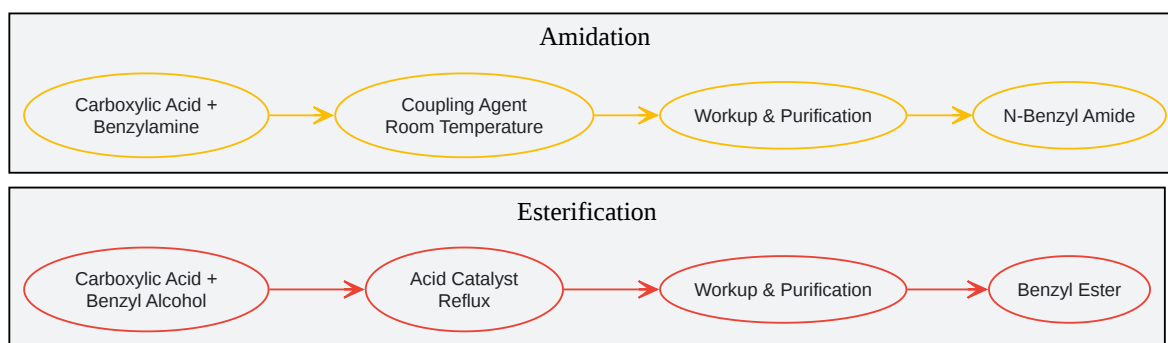 Amidation
Carboxylic Acid +
Benzylamine
Coupling Agent
Room Temperature
Workup & Purification
N-Benzyl Amide
Esterification
Carboxylic Acid +
Benzyl Alcohol
Acid Catalyst
Reflux
Workup & Purification
Benzyl Ester